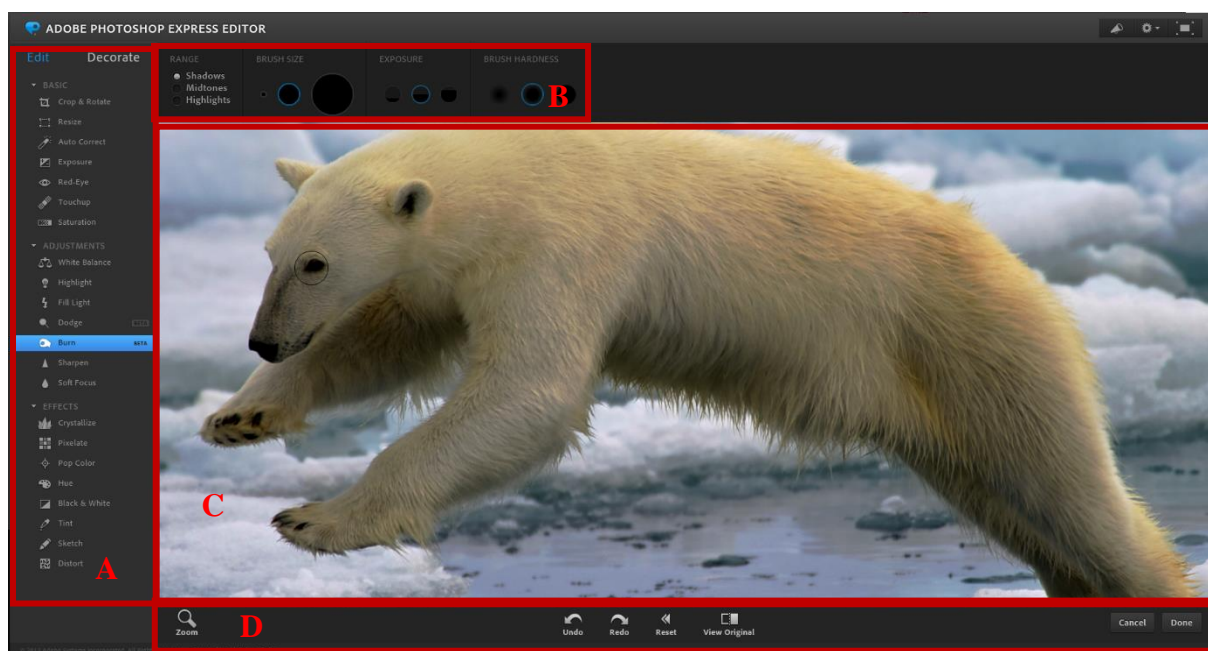 ADOBE PHOTOSHOP EXPRESS EDITOR
Edit Decorate
BASIC
Crop & Rotate
Resize
Auto Correct
Exposure
Red-Eye
Touchup
Saturation
ADJUSTMENTS
White Balance
Highlight
Fill Light
Dodge
Burn BETA
Sharpen
Soft Focus
EFFECTS
Crystallize
Pixelate
Pop Color
Hue
Black & White
Tint
Sketch
Distort
A
RANGE
Shadows
Midtones
Highlights
BRUSH SIZE
EXPOSURE
BRUSH HARDNESS
B
C
Zoom
D
Undo Redo Reset View Original
Cancel Done